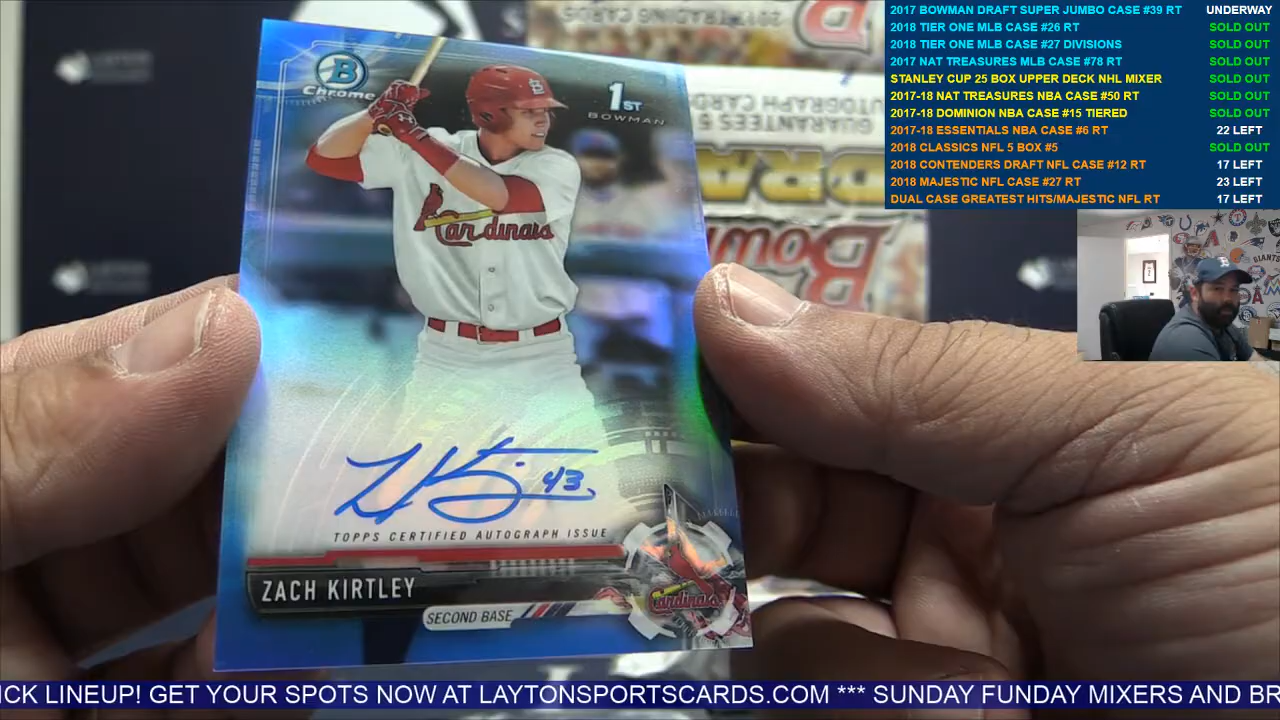 2017 BOWMAN DRAFT SUPER JUMBO CASE #39 RT UNDERWAY
2018 TIER ONE MLB CASE #26 RT SOLD OUT
2018 TIER ONE MLB CASE #27 DIVISIONS SOLD OUT
2017 NAT TREASURES MLB CASE #78 RT SOLD OUT
STANLEY CUP 25 BOX UPPER DECK NHL MIXER SOLD OUT
2017-18 NAT TREASURES NBA CASE #50 RT SOLD OUT
2017-18 DOMINION NBA CASE #15 TIERED SOLD OUT
2017-18 ESSENTIALS NBA CASE #6 RT 22 LEFT
2018 CLASSICS NFL 5 BOX #5 SOLD OUT
2018 CONTENDERS DRAFT NFL CASE #12 RT 17 LEFT
2018 MAJESTIC NFL CASE #27 RT 23 LEFT
DUAL CASE GREATEST HITS/MAJESTIC NFL RT 17 LEFT
B
Chrome
1ST
BOWMAN
Cardinals
43
TOPPS CERTIFIED AUTOGRAPH ISSUE
ZACH KIRTLEY
SECOND BASE
Cardinals
GIANTS
ICK LINEUP! GET YOUR SPOTS NOW AT LAYTONSPORTSCARDS.COM *** SUNDAY FUNDAY MIXERS AND BR